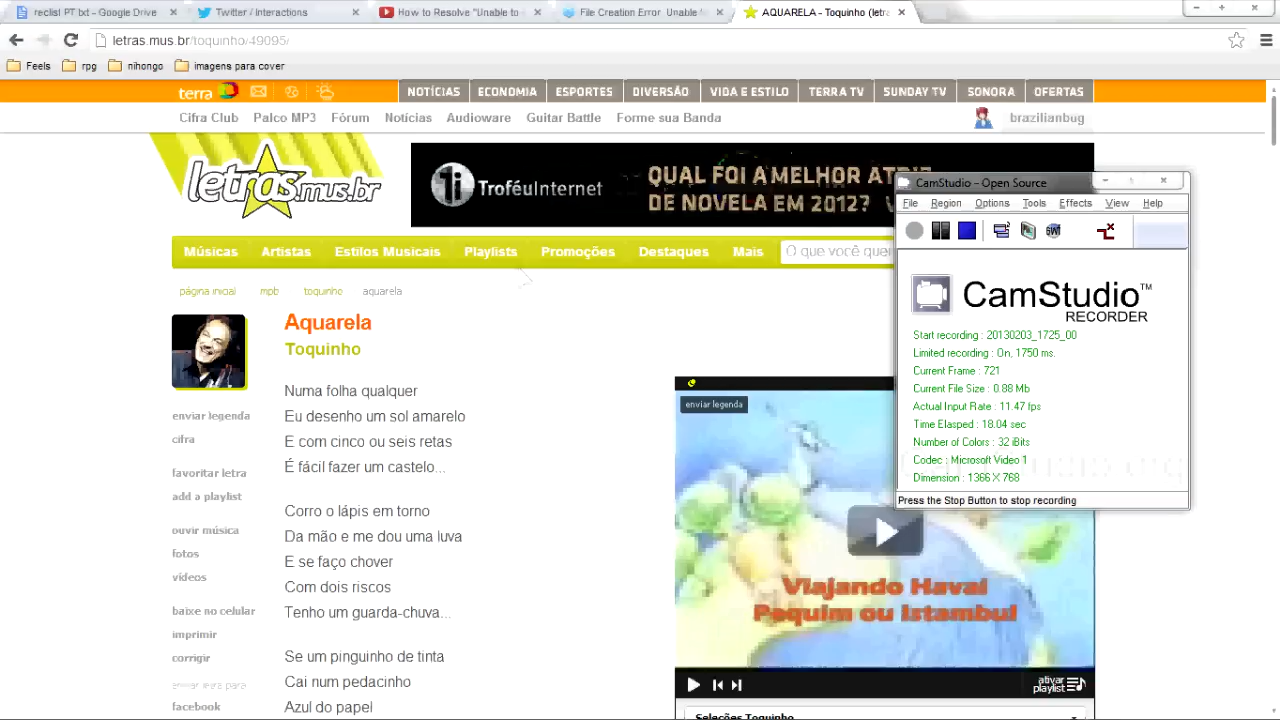 reclist PT.txt - Google Drive
Twitter / Interactions
How to Resolve "Unable to
File Creation Error Unable
AQUARELA - Toquinho (letr
letras.mus.br/toquinho/49095/
Feels
rpg
nihongo
imagens para cover
terra
NOTÍCIAS
ECONOMIA
ESPORTES
DIVERSÃO
VIDA E ESTILO
TERRA TV
SUNDAY TV
SONORA
OFERTAS
Cifra Club
Palco MP3
Fórum
Notícias
Audioware
Guitar Battle
Forme sua Banda
brazilianbug
letras.mus.br
TroféuInternet
QUAL FOI A MELHOR ATRIZ
DE NOVELA EM 2012?
Músicas
Artistas
Estilos Musicais
Playlists
Promoções
Destaques
Mais
O que você quer
página inicial
mpb
toquinho
aquarela
Aquarela
Toquinho
Numa folha qualquer
Eu desenho um sol amarelo
E com cinco ou seis retas
É fácil fazer um castelo...
Corro o lápis em torno
Da mão e me dou uma luva
E se faço chover
Com dois riscos
Tenho um guarda-chuva...
Se um pinguinho de tinta
Cai num pedacinho
Azul do papel
enviar legenda
cifra
favoritar letra
add a playlist
ouvir música
fotos
vídeos
baixe no celular
imprimir
corrigir
enviar letra para
facebook
enviar legenda
Viajando Havaí
Pequim ou Istambul
ativar
playlist
Seleções Toquinho
CamStudio - Open Source
File
Region
Options
Tools
Effects
View
Help
CamStudio™
RECORDER
Start recording : 20130203_1725_00
Limited recording : On, 1750 ms.
Current Frame : 721
Current File Size : 0.88 Mb
Actual Input Rate : 11.47 fps
Time Elasped : 18.04 sec
Number of Colors : 32 iBits
Codec : Microsoft Video 1
Dimension : 1366 X 768
Press the Stop Button to stop recording